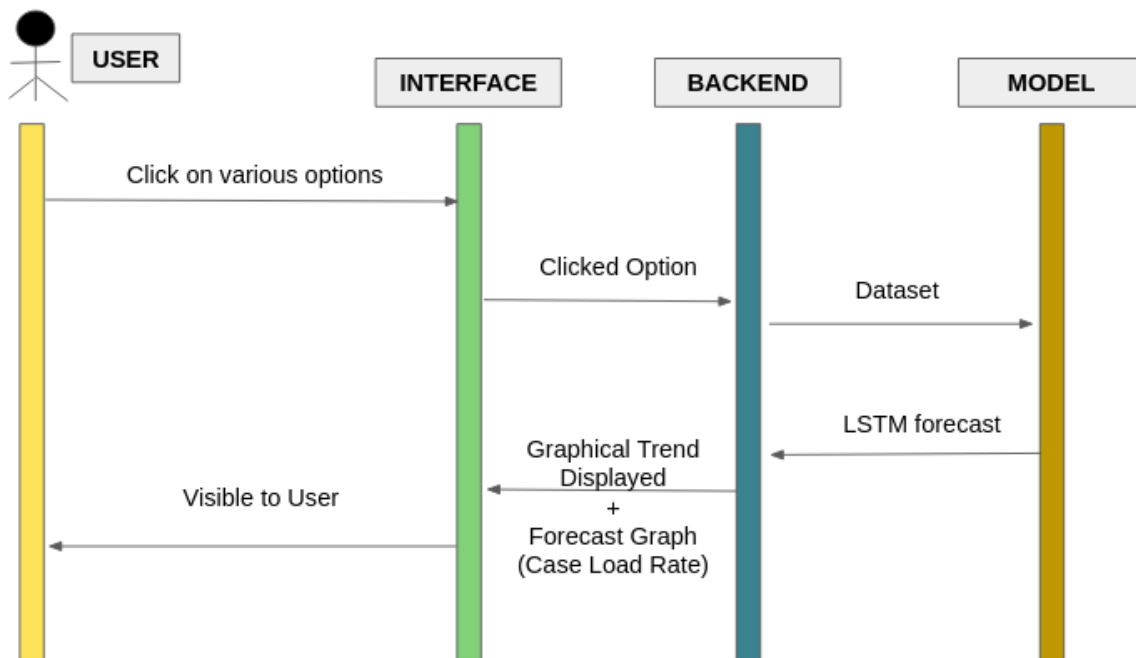 USER
INTERFACE
BACKEND
MODEL
Click on various options
Clicked Option
Dataset
LSTM forecast
Graphical Trend
Displayed
+
Forecast Graph
(Case Load Rate)
Visible to User